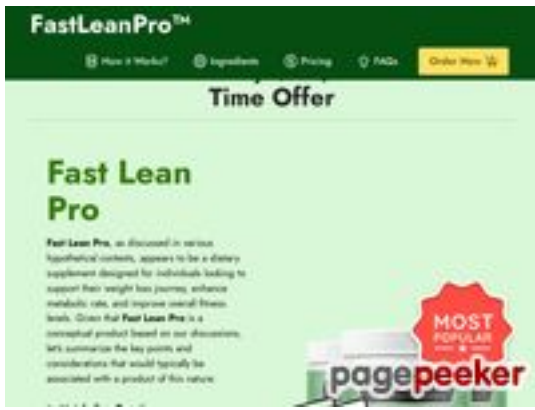 FastLeanPro™
How it Works?
Ingredients
Pricing
FAQs
Order Now
Time Offer
Fast Lean
Pro
Fast Lean Pro, as discussed in various
hypothetical contexts, appears to be a dietary
supplement designed for individuals looking to
support their weight loss journey, enhance
metabolic rate, and improve overall fitness
levels. Given that Fast Lean Pro is a
conceptual product based on our discussions,
let's summarize the key points and
considerations that would typically be
associated with a product of this nature:
MOST
POPULAR
pagepeeker